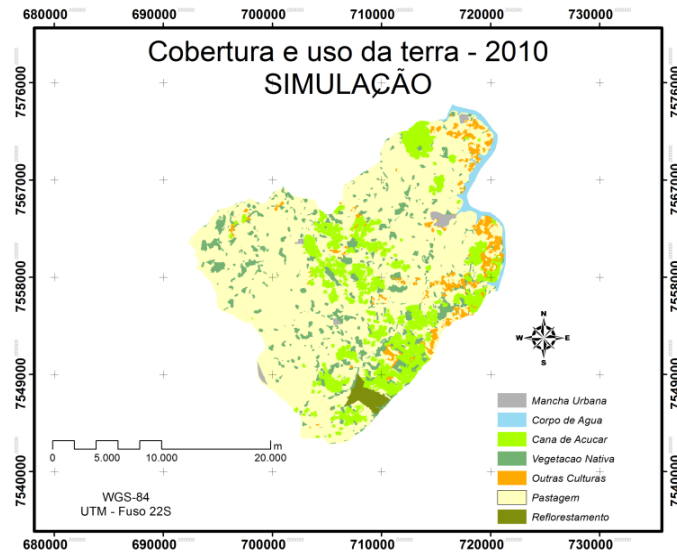 680000 690000 700000 710000 720000 730000
Cobertura e uso da terra - 2010
SIMULAÇÃO
7576000 7576000
7567000 7567000
7558000 7558000
7549000 7549000
7540000 7540000
N
W E
S
Mancha Urbana
Corpo de Agua
Cana de Acucar
Vegetacao Nativa
Outras Culturas
Pastagem
Reflorestamento
m
0 5.000 10.000 20.000
WGS-84
UTM - Fuso 22S
680000 690000 700000 710000 720000 730000